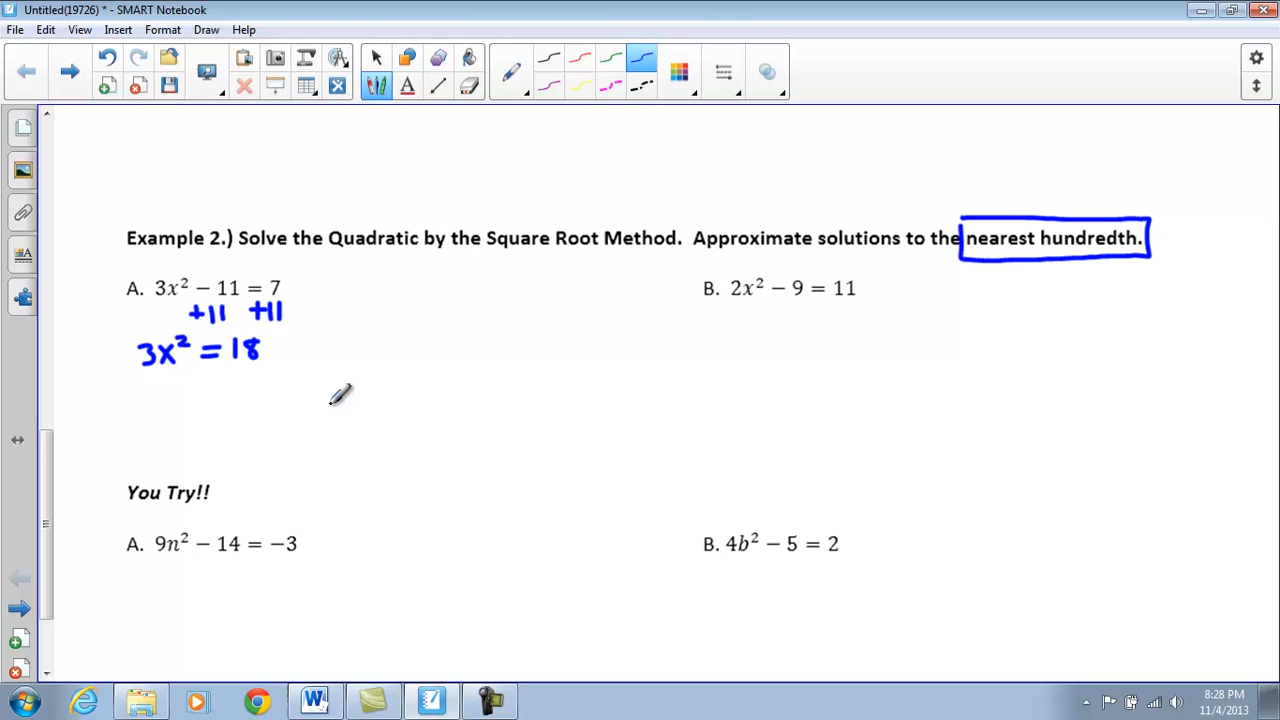 Untitled(19726) * - SMART Notebook
File Edit View Insert Format Draw Help
Example 2.) Solve the Quadratic by the Square Root Method. Approximate solutions to the nearest hundredth.
A. 3x² − 11 = 7
B. 2x² − 9 = 11
+11 +11
3x² = 18
You Try!!
A. 9n² − 14 = −3
B. 4b² − 5 = 2
8:28 PM
11/4/2013